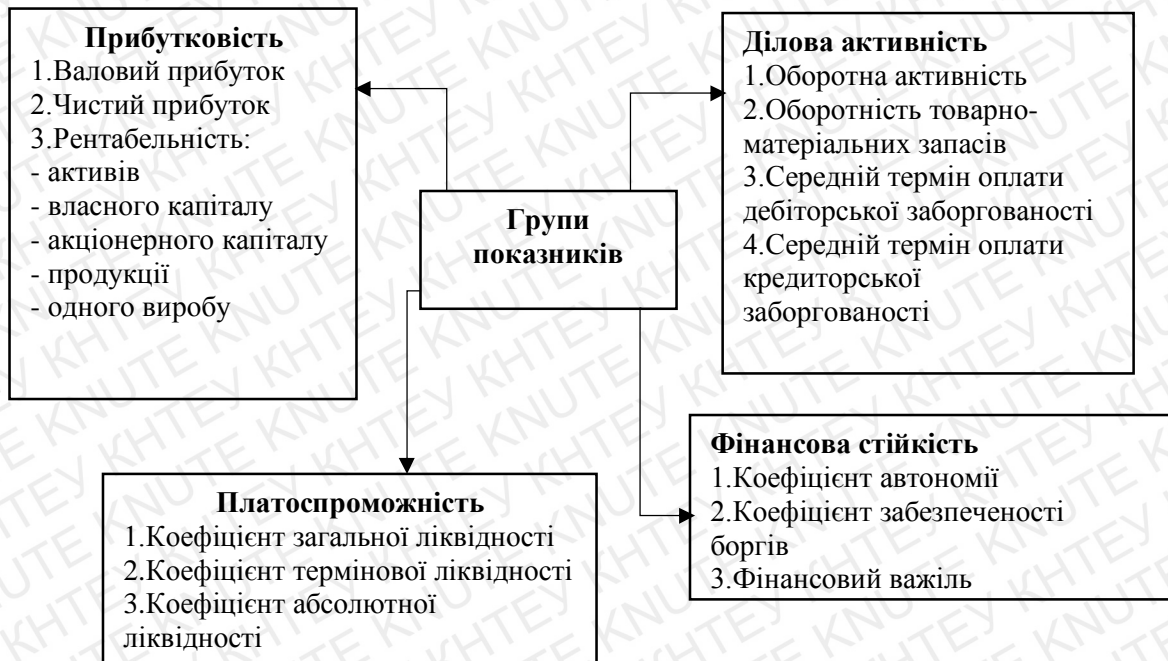 Прибутковість
1.Валовий прибуток
2.Чистий прибуток
3.Рентабельність:
- активів
- власного капіталу
- акціонерного капіталу
- продукції
- одного виробу
Ділова активність
1.Оборотна активність
2.Оборотність товарно-
матеріальних запасів
3.Середній термін оплати
дебіторської заборгованості
4.Середній термін оплати
кредиторської
заборгованості
Групи
показників
Платоспроможність
1.Коефіцієнт загальної ліквідності
2.Коефіцієнт термінової ліквідності
3.Коефіцієнт абсолютної
ліквідності
Фінансова стійкість
1.Коефіцієнт автономії
2.Коефіцієнт забезпеченості
боргів
3.Фінансовий важіль